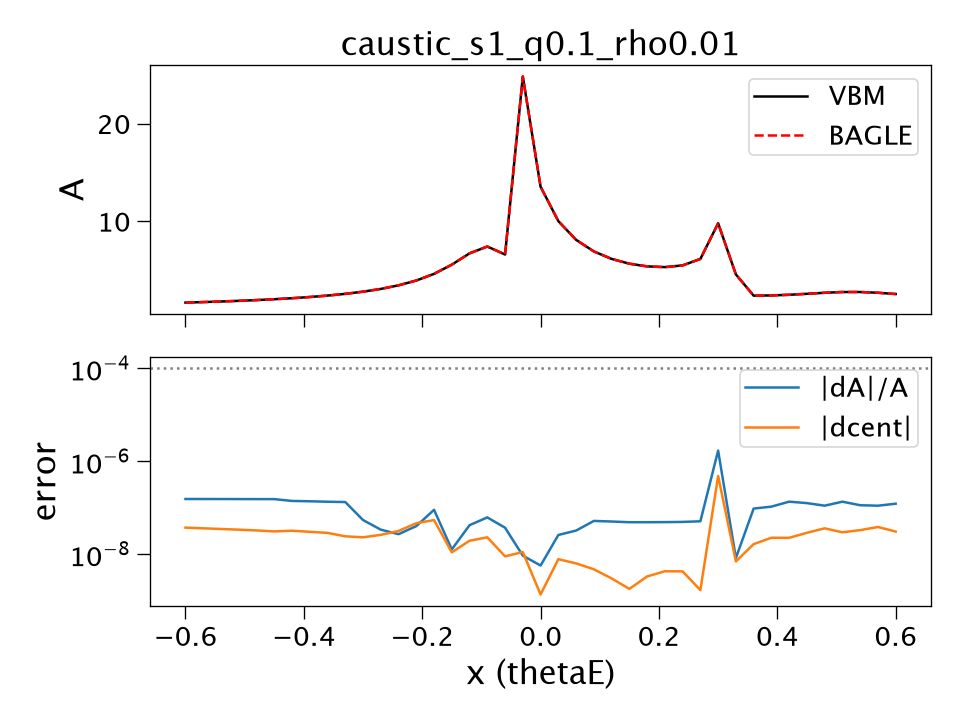 caustic_s1_q0.1_rho0.01
A
20
10
VBM
BAGLE
error
10⁻⁴
10⁻⁶
10⁻⁸
|dA|/A
|dcent|
−0.6 −0.4 −0.2 0.0 0.2 0.4 0.6
x (thetaE)